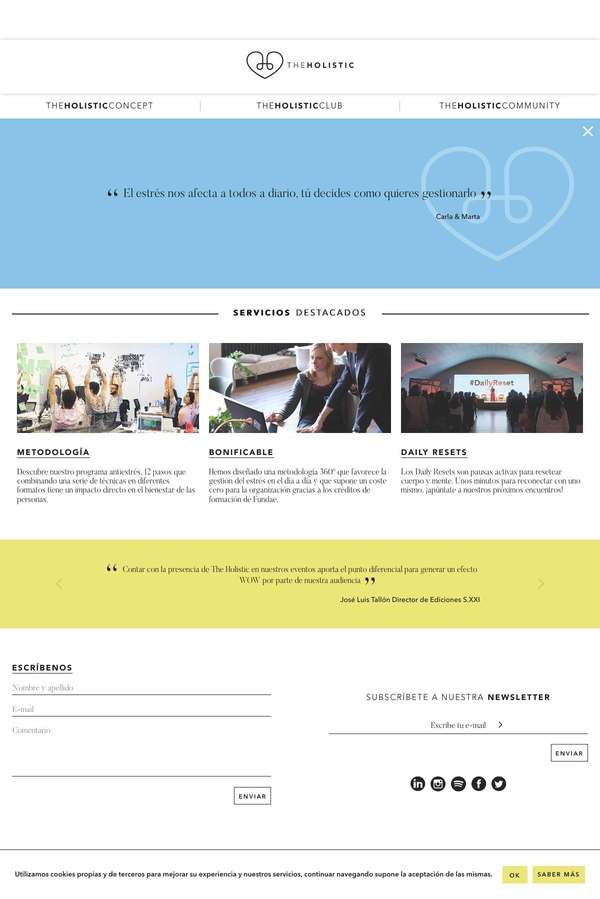 THEHOLISTIC
THEHOLISTICCONCEPT
THEHOLISTICCLUB
THEHOLISTICCOMMUNITY
“ El estrés nos afecta a todos a diario, tú decides como quieres gestionarlo ”
Carla & Marta
SERVICIOS DESTACADOS
#DailyReset
METODOLOGÍA
Descubre nuestro programa antiestrés, 12 pasos que
combinando una serie de técnicas en diferentes
formatos tiene un impacto directo en el bienestar de las
personas.
BONIFICABLE
Hemos diseñado una metodología 360º que favorece la
gestión del estrés en el día a día y que supone un coste
cero para la organización gracias a los créditos de
formación de Fundae.
DAILY RESETS
Los Daily Resets son pausas activas para resetear
cuerpo y mente. Unos minutos para reconectar con uno
mismo, ¡apúntate a nuestros próximos encuentros!
“ Contar con la presencia de The Holistic en nuestros eventos aporta el punto diferencial para generar un efecto
WOW por parte de nuestra audiencia ”
José Luis Tallón Director de Ediciones S.XXI
ESCRÍBENOS
Nombre y apellido
E-mail
Comentario
ENVIAR
SUBSCRÍBETE A NUESTRA NEWSLETTER
Escribe tu e-mail
ENVIAR
Utilizamos cookies propias y de terceros para mejorar su experiencia y nuestros servicios, continuar navegando supone la aceptación de las mismas.
OK
SABER MÁS